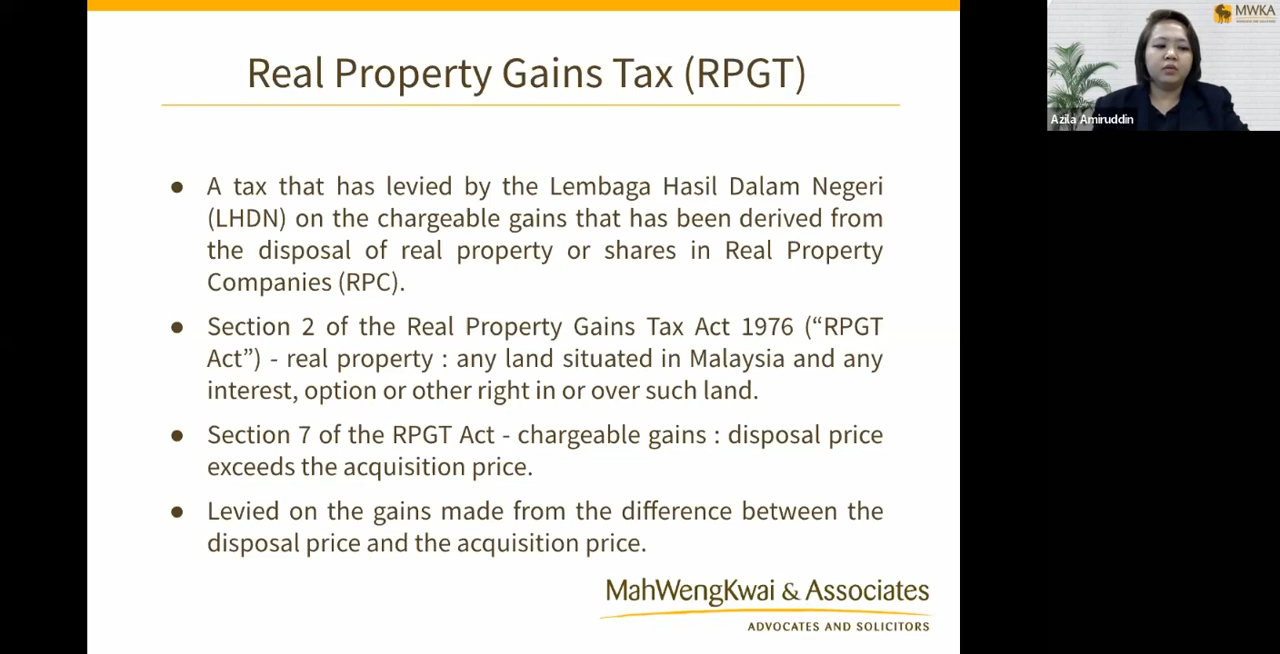 Real Property Gains Tax (RPGT)
● A tax that has levied by the Lembaga Hasil Dalam Negeri
(LHDN) on the chargeable gains that has been derived from
the disposal of real property or shares in Real Property
Companies (RPC).
● Section 2 of the Real Property Gains Tax Act 1976 (“RPGT
Act”) - real property : any land situated in Malaysia and any
interest, option or other right in or over such land.
● Section 7 of the RPGT Act - chargeable gains : disposal price
exceeds the acquisition price.
● Levied on the gains made from the difference between the
disposal price and the acquisition price.
MahWengKwai & Associates
ADVOCATES AND SOLICITORS
MWKA
Azila Amiruddin